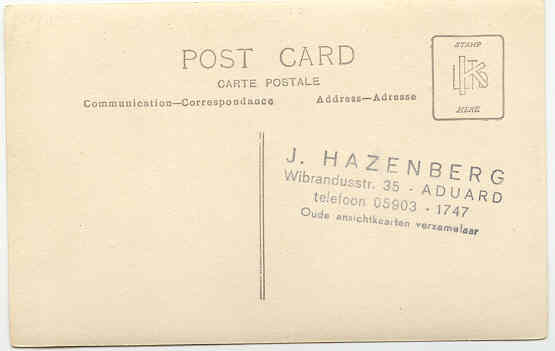 POST CARD
CARTE POSTALE
Communication—Correspondance
Address—Adresse
STAMP
HERE
J. HAZENBERG
Wibrandusstr. 35 - ADUARD
telefoon 05903 - 1747
Oude ansichtkaarten verzamelaar